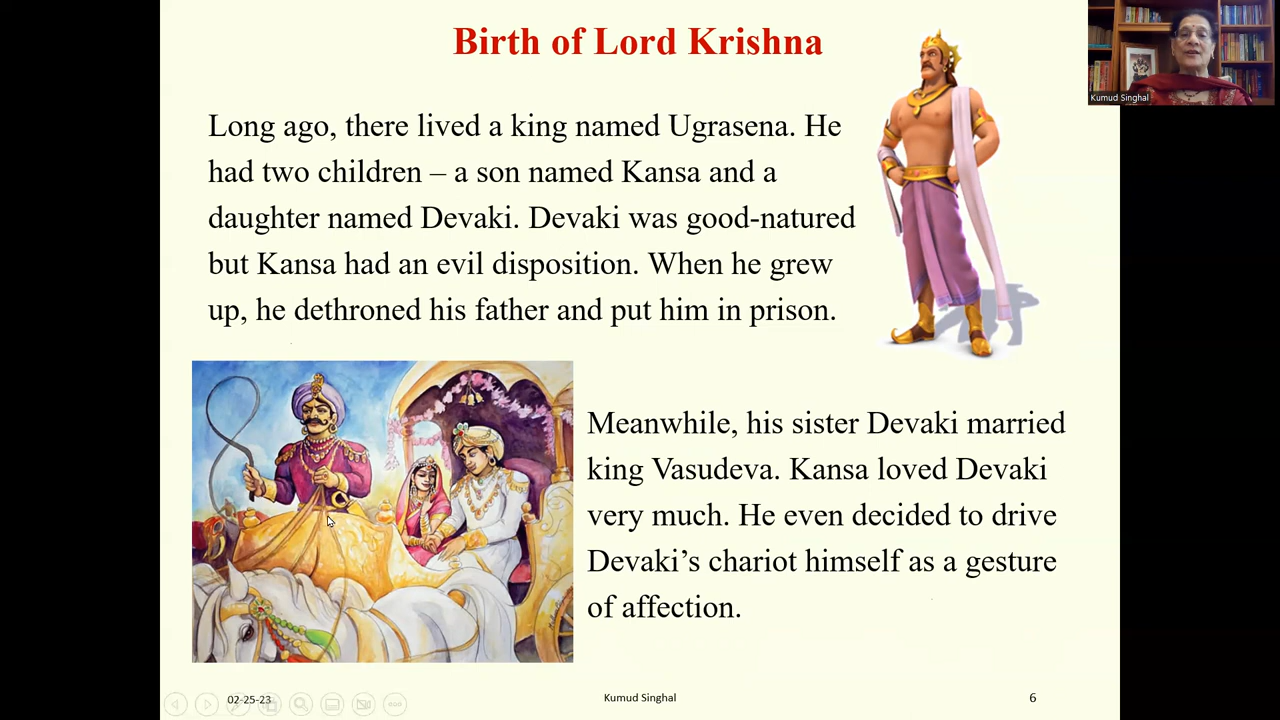 Birth of Lord Krishna
Kumud Singhal
Long ago, there lived a king named Ugrasena. He
had two children – a son named Kansa and a
daughter named Devaki. Devaki was good-natured
but Kansa had an evil disposition. When he grew
up, he dethroned his father and put him in prison.
Meanwhile, his sister Devaki married
king Vasudeva. Kansa loved Devaki
very much. He even decided to drive
Devaki’s chariot himself as a gesture
of affection.
02-25-23
Kumud Singhal
6